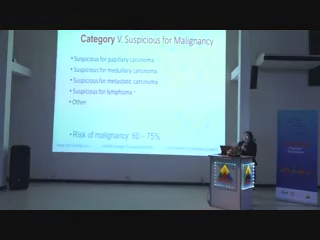 Category V. Suspicious for Malignancy
• Suspicious for papillary carcinoma
• Suspicious for medullary carcinoma
• Suspicious for metastatic carcinoma
• Suspicious for lymphoma
• Other
• Risk of malignancy 60 – 75%